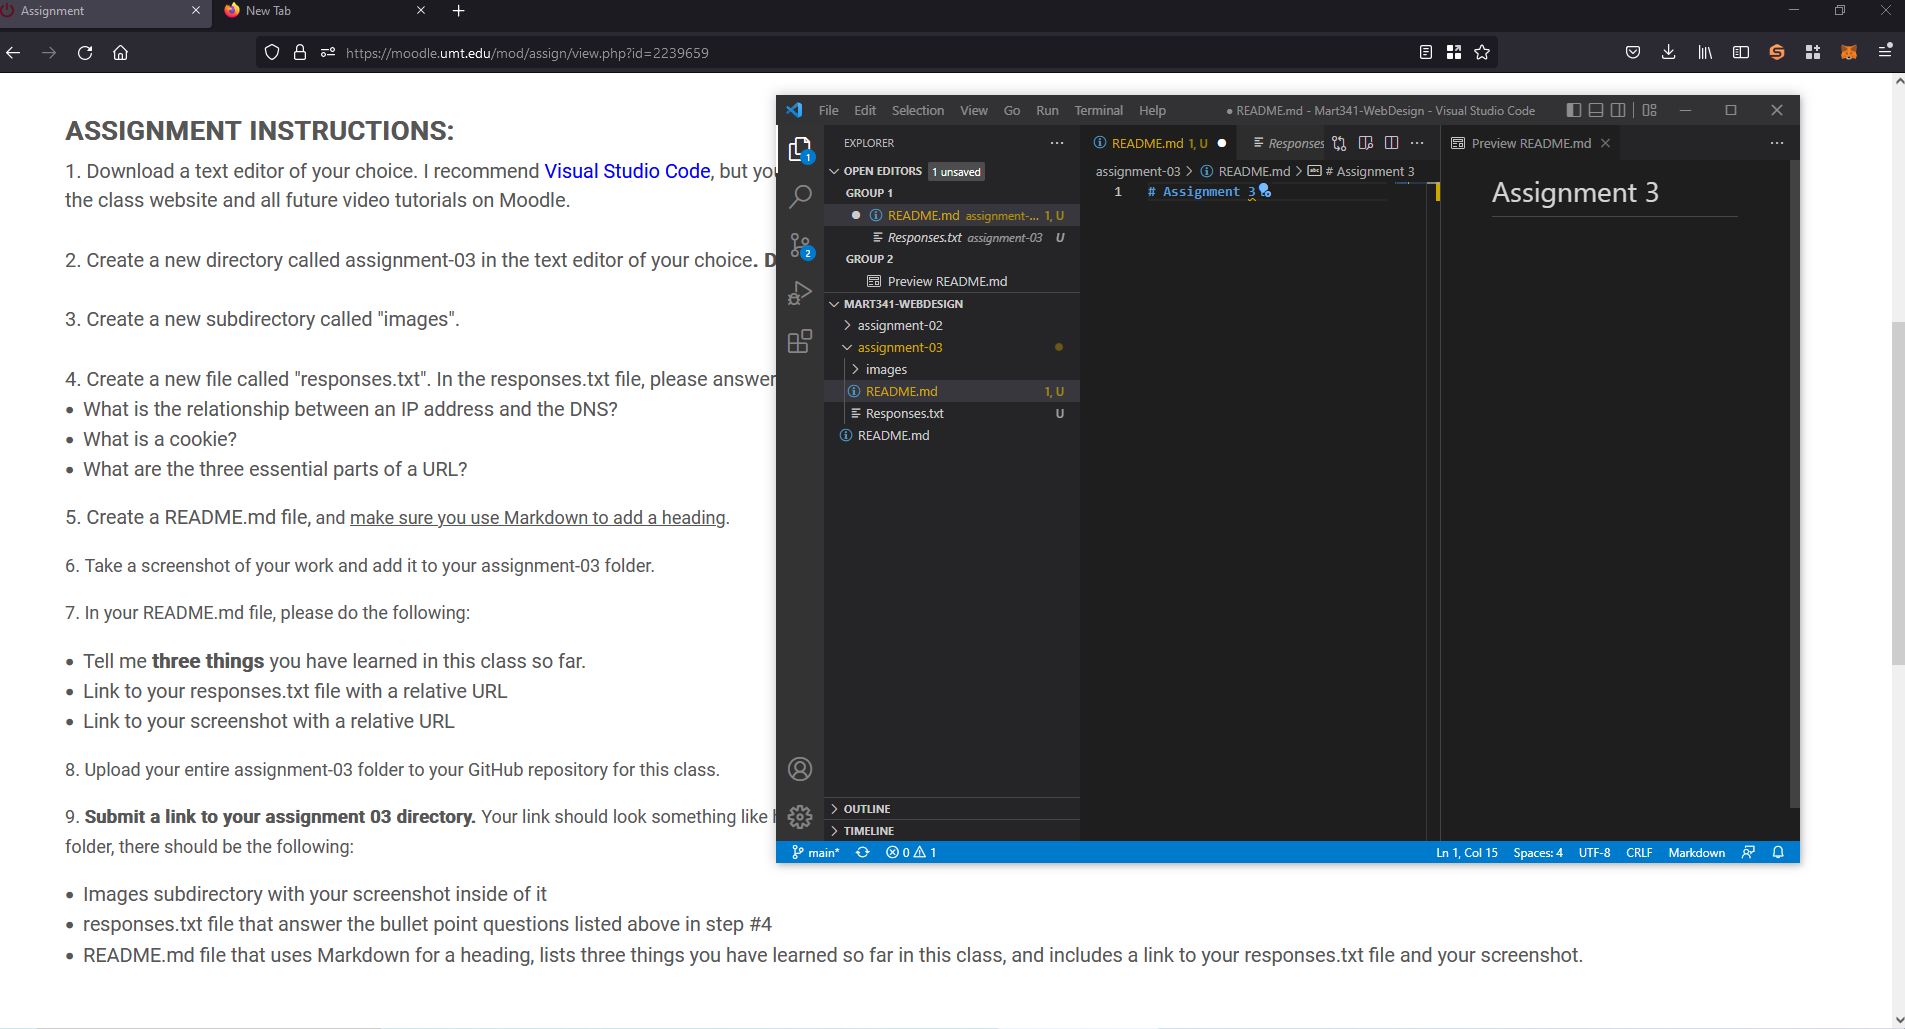 Assignment
New Tab
https://moodle.umt.edu/mod/assign/view.php?id=2239659
ASSIGNMENT INSTRUCTIONS:
1. Download a text editor of your choice. I recommend Visual Studio Code, but you
the class website and all future video tutorials on Moodle.
2. Create a new directory called assignment-03 in the text editor of your choice. D
3. Create a new subdirectory called "images".
4. Create a new file called "responses.txt". In the responses.txt file, please answer
• What is the relationship between an IP address and the DNS?
• What is a cookie?
• What are the three essential parts of a URL?
5. Create a README.md file, and make sure you use Markdown to add a heading.
6. Take a screenshot of your work and add it to your assignment-03 folder.
7. In your README.md file, please do the following:
• Tell me three things you have learned in this class so far.
• Link to your responses.txt file with a relative URL
• Link to your screenshot with a relative URL
8. Upload your entire assignment-03 folder to your GitHub repository for this class.
9. Submit a link to your assignment 03 directory. Your link should look something like
folder, there should be the following:
• Images subdirectory with your screenshot inside of it
• responses.txt file that answer the bullet point questions listed above in step #4
• README.md file that uses Markdown for a heading, lists three things you have learned so far in this class, and includes a link to your responses.txt file and your screenshot.
File Edit Selection View Go Run Terminal Help
● README.md - Mart341-WebDesign - Visual Studio Code
EXPLORER
OPEN EDITORS 1 unsaved
GROUP 1
README.md assignment-... 1, U
Responses.txt assignment-03 U
GROUP 2
Preview README.md
MART341-WEBDESIGN
assignment-02
assignment-03
images
README.md 1, U
Responses.txt U
README.md
OUTLINE
TIMELINE
1
2
README.md 1, U
Responses
assignment-03 > README.md > # Assignment 3
1 # Assignment 3
Preview README.md
Assignment 3
main* 0 1
Ln 1, Col 15 Spaces: 4 UTF-8 CRLF Markdown